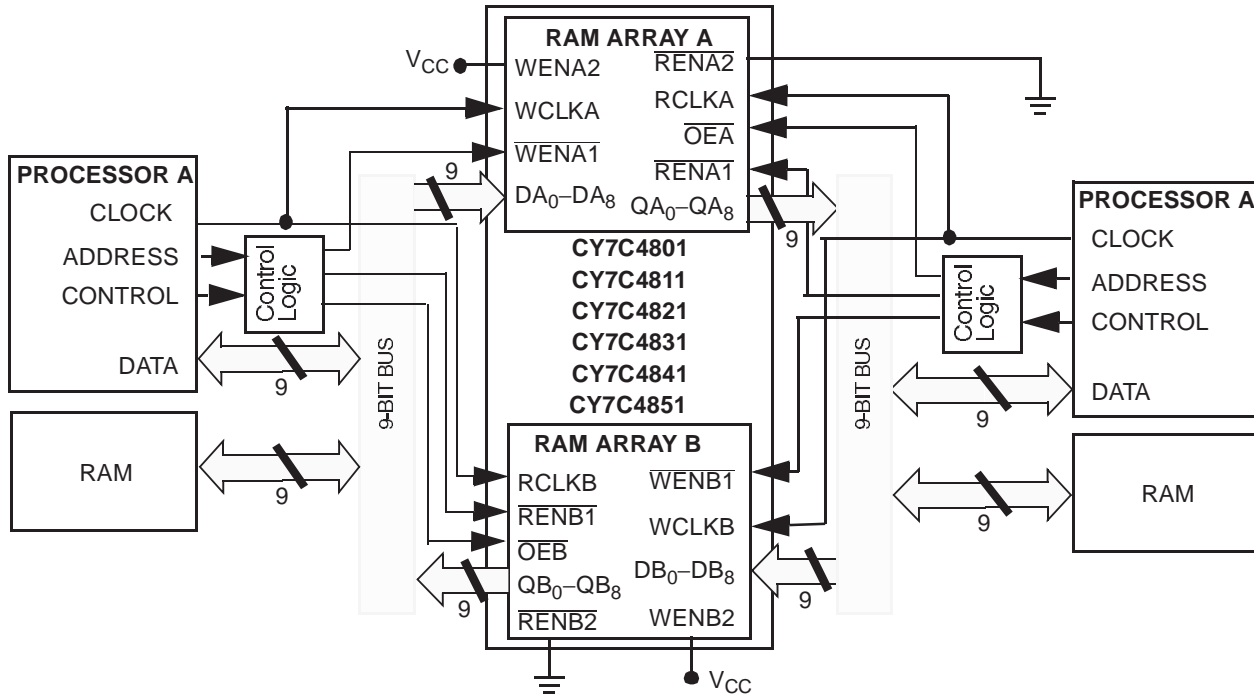 RAM ARRAY A
V_CC
WENA2
WCLKA
WENA1
DA0–DA8
RENA2
RCLKA
OEA
RENA1
QA0–QA8
9
9
PROCESSOR A
CLOCK
ADDRESS
CONTROL
DATA
Control
Logic
9
RAM
9
9-BIT BUS
CY7C4801
CY7C4811
CY7C4821
CY7C4831
CY7C4841
CY7C4851
9-BIT BUS
PROCESSOR A
CLOCK
ADDRESS
CONTROL
DATA
Control
Logic
9
RAM
9
RAM ARRAY B
RCLKB
RENB1
OEB
QB0–QB8
RENB2
WENB1
WCLKB
DB0–DB8
WENB2
9
9
V_CC